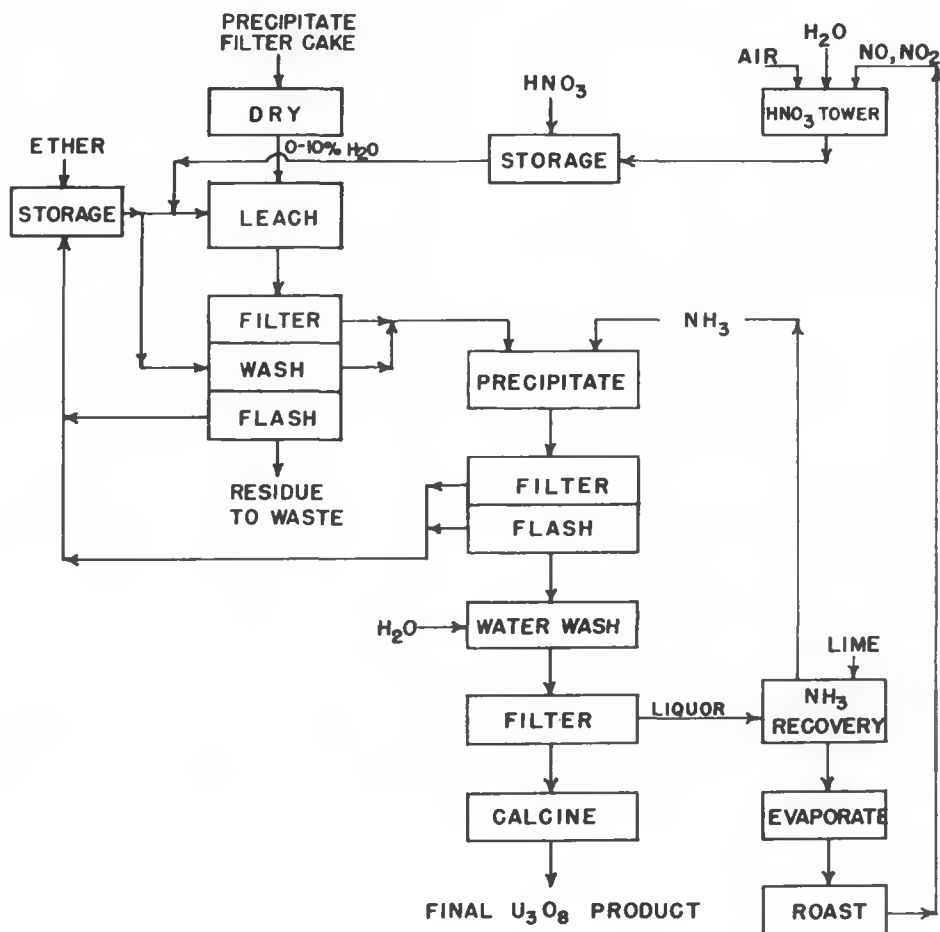 PRECIPITATE
FILTER CAKE
DRY
0-10% H2O
ETHER
STORAGE
LEACH
HNO3
STORAGE
AIR
H2O
NO, NO2
HNO3 TOWER
FILTER
WASH
FLASH
RESIDUE
TO WASTE
NH3
PRECIPITATE
FILTER
FLASH
H2O
WATER WASH
FILTER
LIQUOR
LIME
NH3
RECOVERY
CALCINE
EVAPORATE
FINAL U3O8 PRODUCT
ROAST